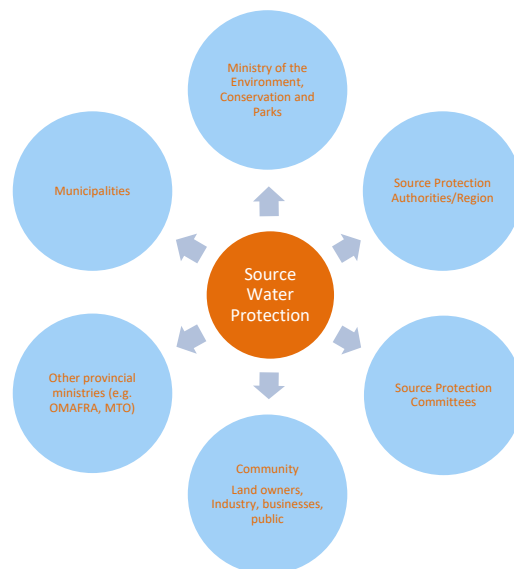 Ministry of the
Environment,
Conservation and
Parks
Municipalities
Source Protection
Authorities/Region
Source
Water
Protection
Other provincial
ministries (e.g.
OMAFRA, MTO)
Source Protection
Committees
Community
Land owners,
Industry, businesses,
public